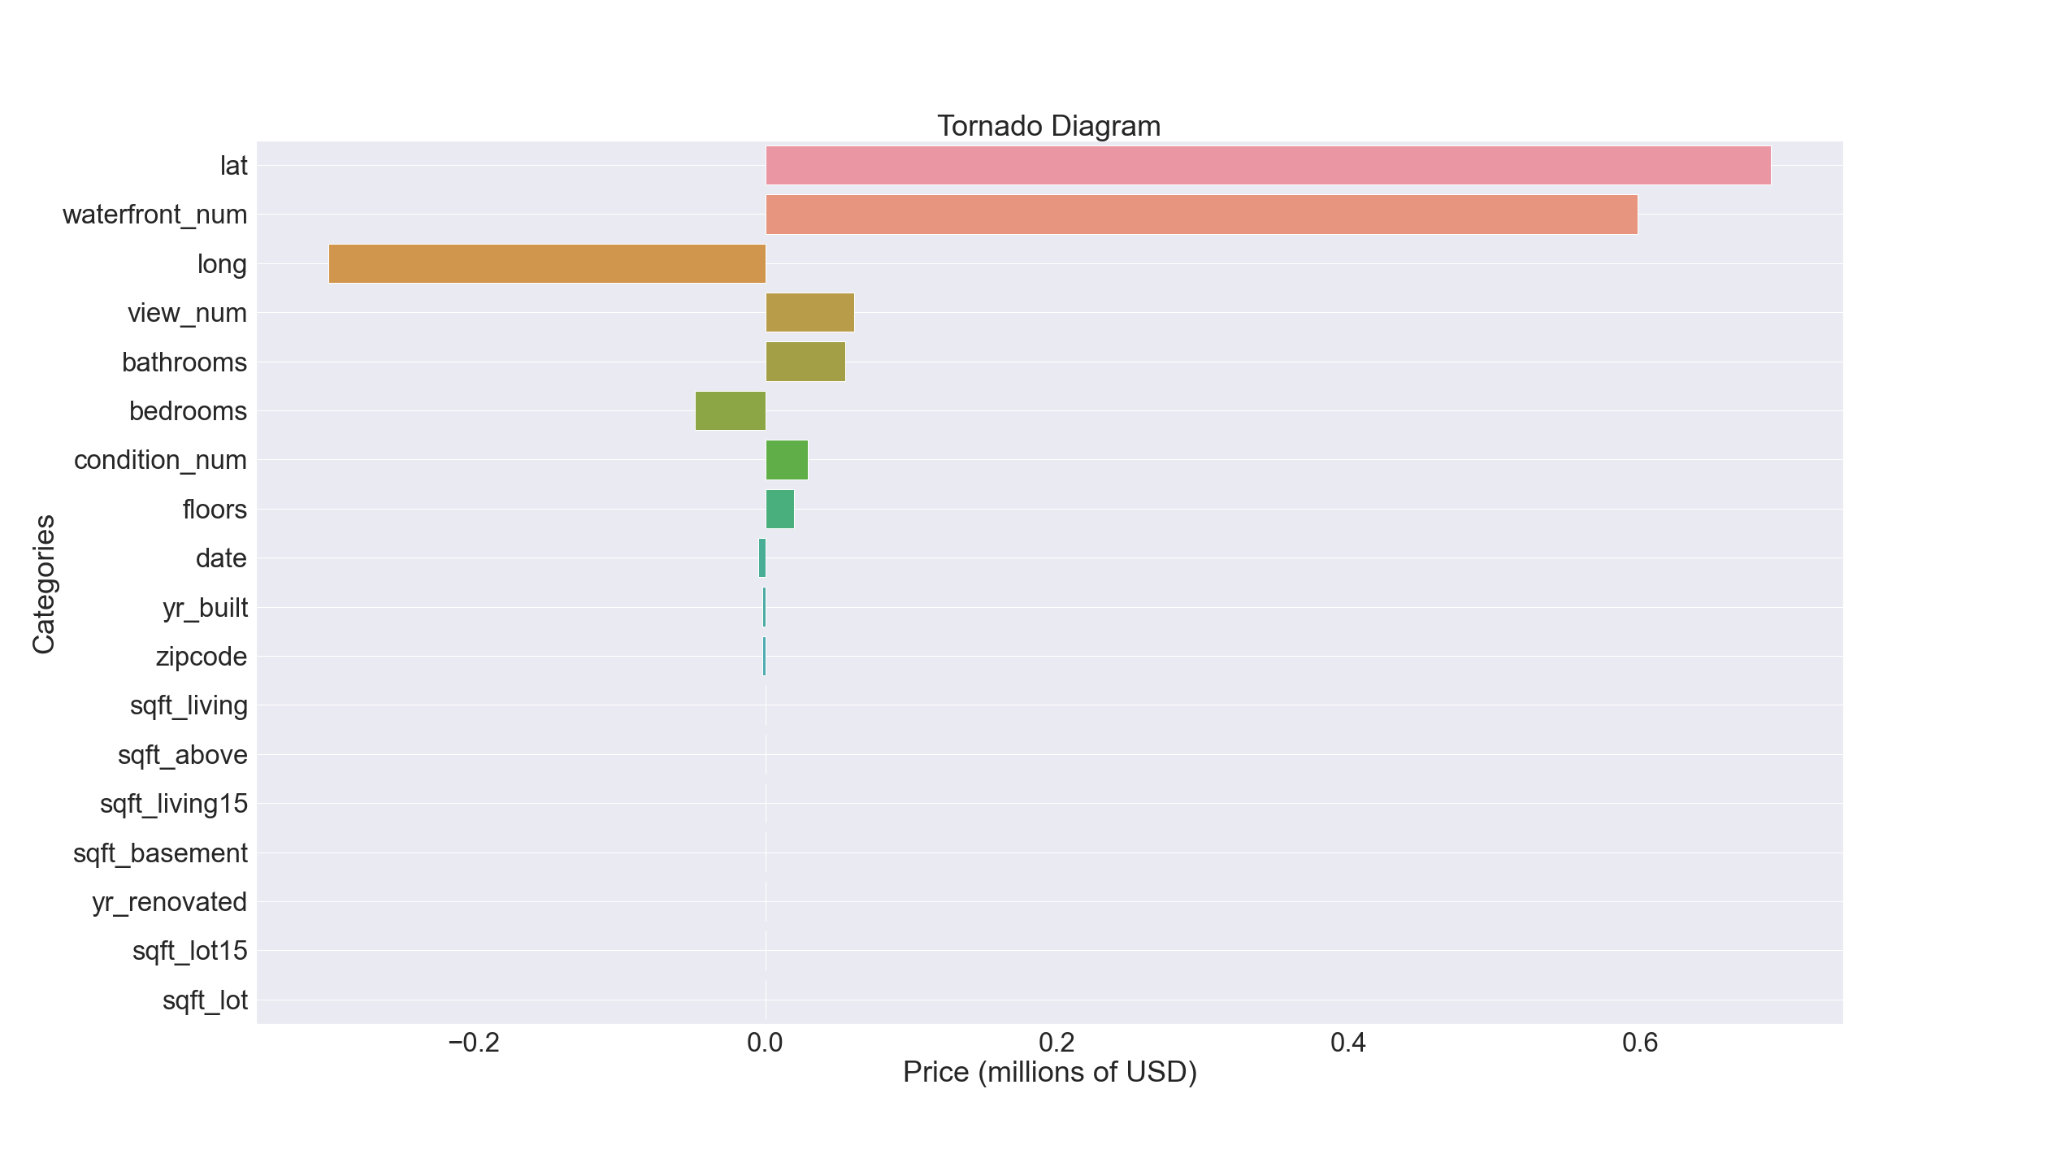 Tornado Diagram
lat
waterfront_num
long
view_num
bathrooms
bedrooms
condition_num
floors
date
yr_built
zipcode
sqft_living
sqft_above
sqft_living15
sqft_basement
yr_renovated
sqft_lot15
sqft_lot
Categories
−0.2 0.0 0.2 0.4 0.6
Price (millions of USD)